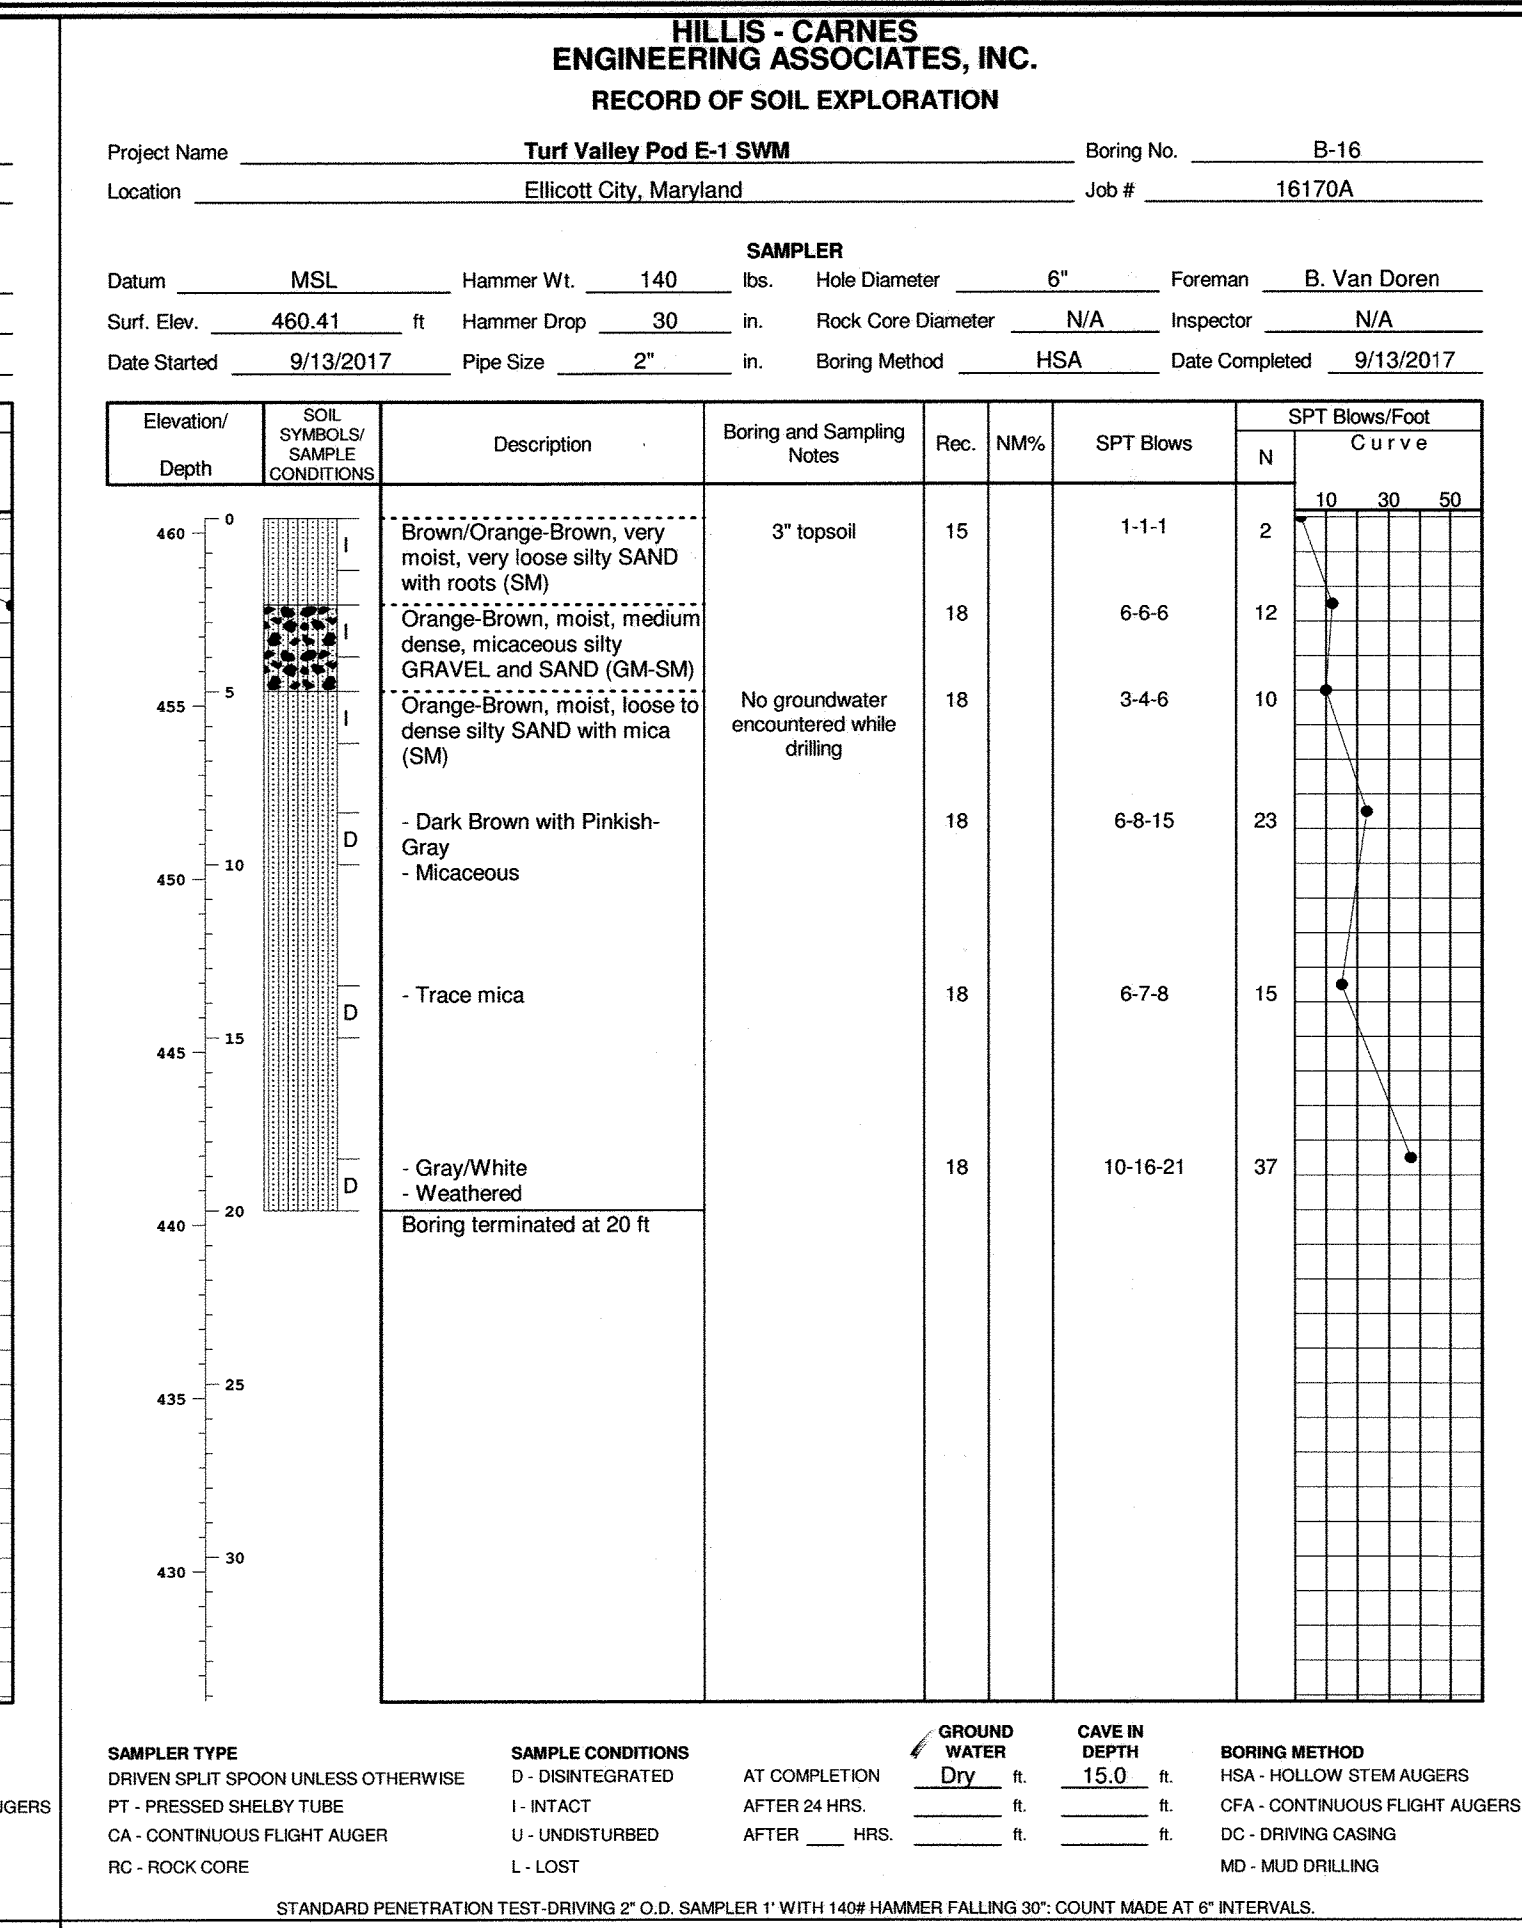 HILLIS - CARNES
ENGINEERING ASSOCIATES, INC.
RECORD OF SOIL EXPLORATION
Project Name Turf Valley Pod E-1 SWM Boring No. B-16
Location Ellicott City, Maryland Job # 16170A
SAMPLER
Datum MSL Hammer Wt. 140 lbs. Hole Diameter 6" Foreman B. Van Doren
Surf. Elev. 460.41 ft Hammer Drop 30 in. Rock Core Diameter N/A Inspector N/A
Date Started 9/13/2017 Pipe Size 2" in. Boring Method HSA Date Completed 9/13/2017
Elevation/
Depth
SOIL
SYMBOLS/
SAMPLE
CONDITIONS
Description
Boring and Sampling
Notes
Rec.
NM%
SPT Blows
SPT Blows/Foot
N
Curve
10 30 50
460 0
I
Brown/Orange-Brown, very
moist, very loose silty SAND
with roots (SM)
3" topsoil
15
1-1-1
2
I
Orange-Brown, moist, medium
dense, micaceous silty
GRAVEL and SAND (GM-SM)
18
6-6-6
12
455 5
I
Orange-Brown, moist, loose to
dense silty SAND with mica
(SM)
No groundwater
encountered while
drilling
18
3-4-6
10
D
- Dark Brown with Pinkish-
Gray
- Micaceous
18
6-8-15
23
450 10
D
- Trace mica
18
6-7-8
15
445 15
D
- Gray/White
- Weathered
18
10-16-21
37
440 20
Boring terminated at 20 ft
435 25
430 30
SAMPLER TYPE
DRIVEN SPLIT SPOON UNLESS OTHERWISE
PT - PRESSED SHELBY TUBE
CA - CONTINUOUS FLIGHT AUGER
RC - ROCK CORE
SAMPLE CONDITIONS
D - DISINTEGRATED
I - INTACT
U - UNDISTURBED
L - LOST
GROUND
WATER
CAVE IN
DEPTH
AT COMPLETION Dry ft. 15.0 ft.
AFTER 24 HRS. ft. ft.
AFTER HRS. ft. ft.
BORING METHOD
HSA - HOLLOW STEM AUGERS
CFA - CONTINUOUS FLIGHT AUGERS
DC - DRIVING CASING
MD - MUD DRILLING
STANDARD PENETRATION TEST-DRIVING 2" O.D. SAMPLER 1' WITH 140# HAMMER FALLING 30": COUNT MADE AT 6" INTERVALS.